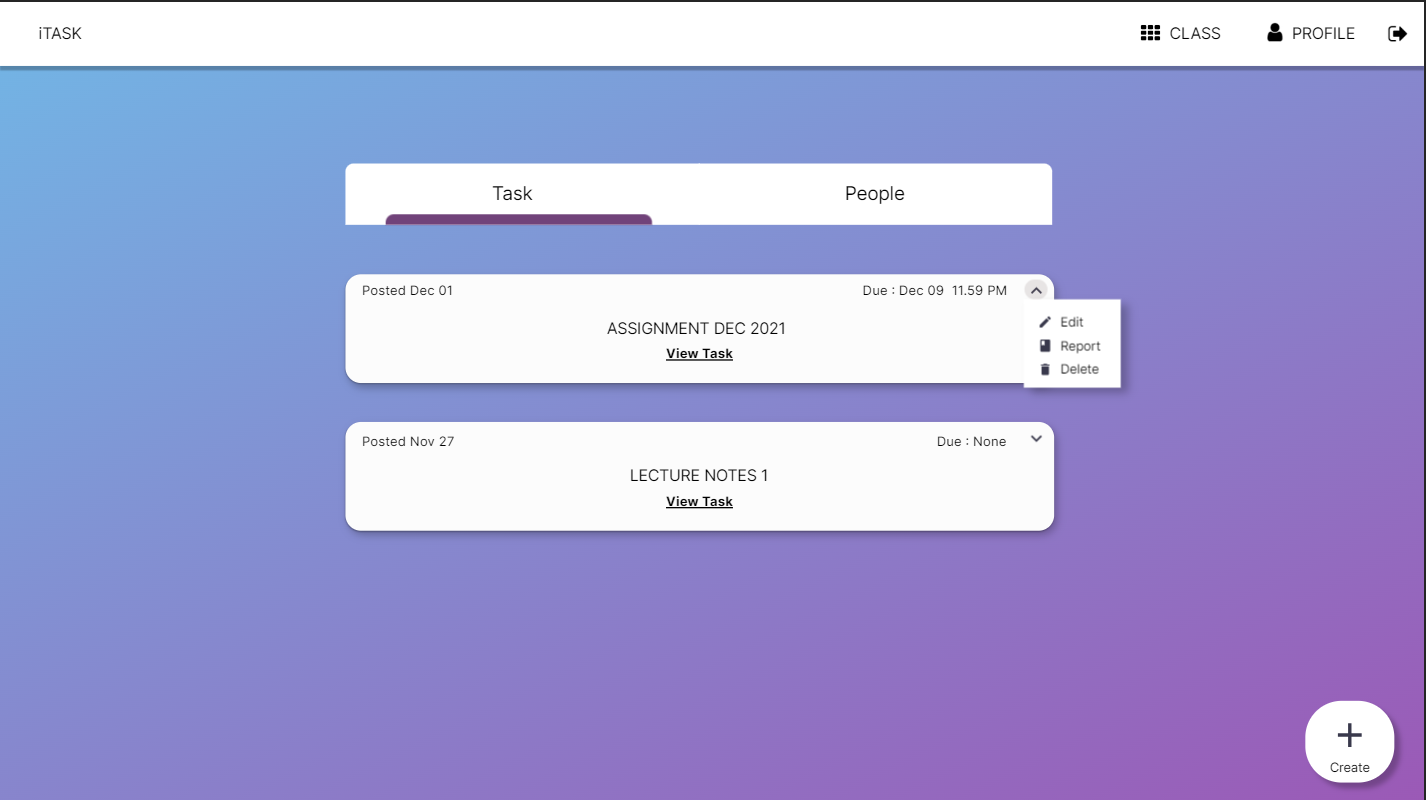 iTASK
CLASS
PROFILE
Task
People
Posted Dec 01
Due : Dec 09 11.59 PM
ASSIGNMENT DEC 2021
View Task
Edit
Report
Delete
Posted Nov 27
Due : None
LECTURE NOTES 1
View Task
Create